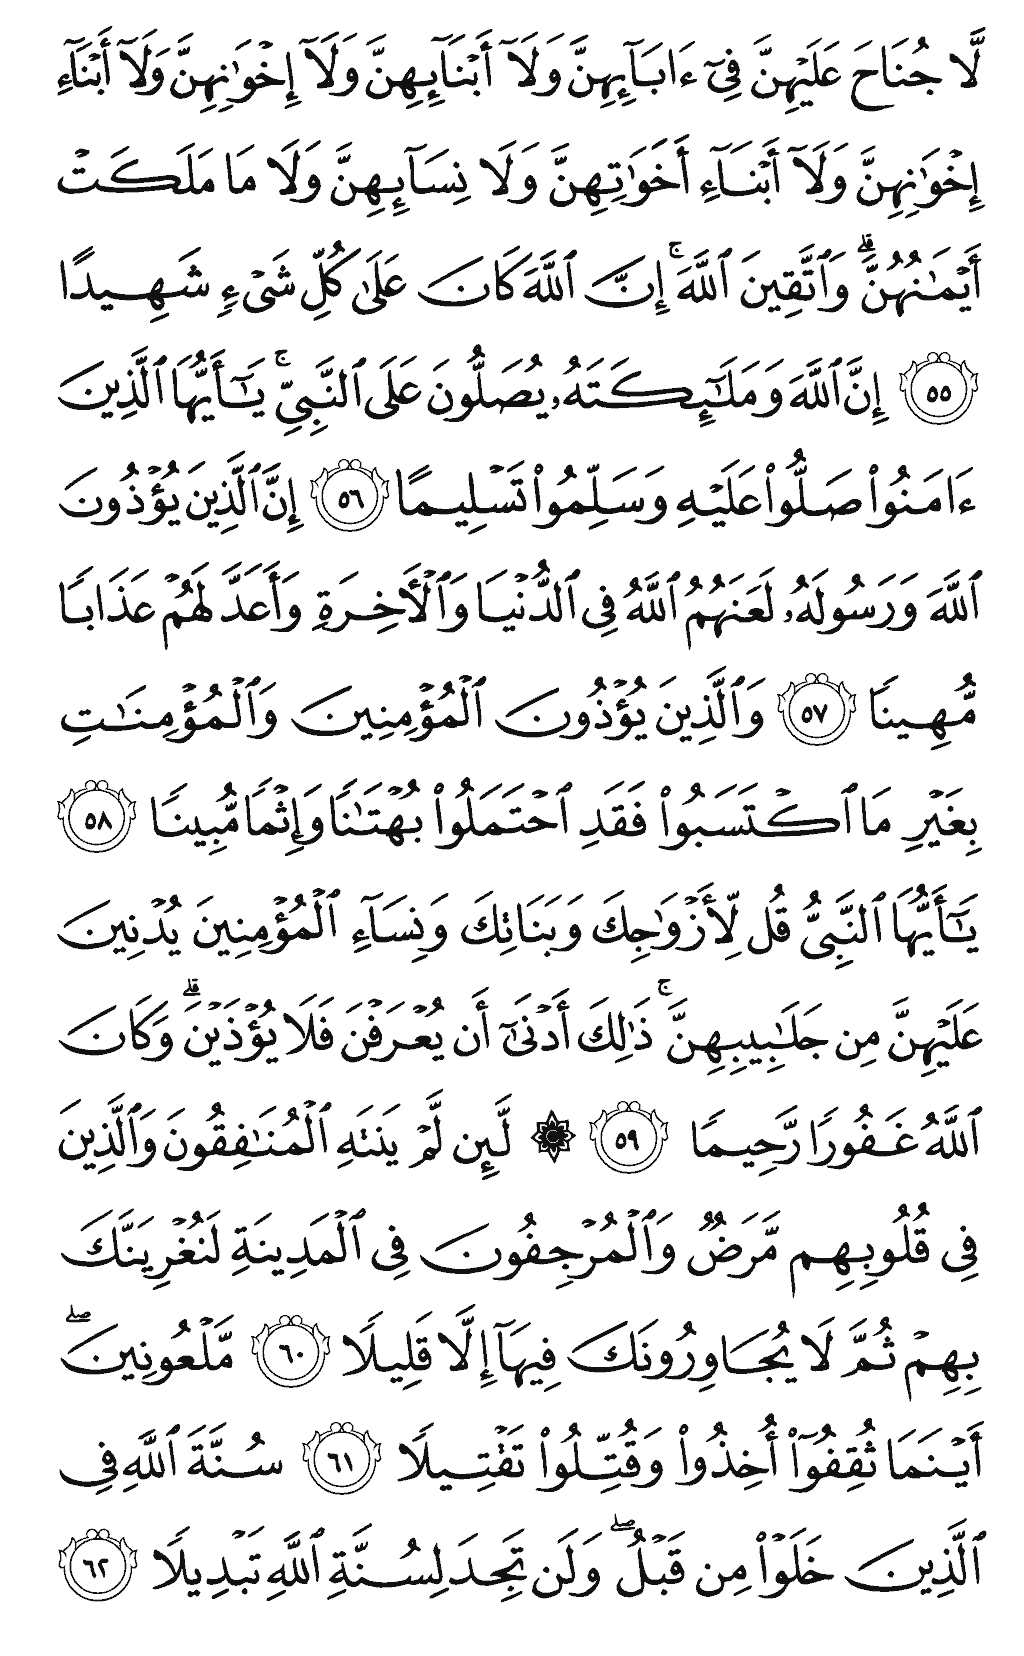 لَّا جُنَاحَ عَلَيْهِنَّ فِىٓ ءَابَآئِهِنَّ وَلَآ أَبْنَآئِهِنَّ وَلَآ إِخْوَٰنِهِنَّ وَلَآ أَبْنَآءِ
إِخْوَٰنِهِنَّ وَلَآ أَبْنَآءِ أَخَوَٰتِهِنَّ وَلَا نِسَآئِهِنَّ وَلَا مَا مَلَكَتْ
أَيْمَٰنُهُنَّ ۗ وَٱتَّقِينَ ٱللَّهَ ۚ إِنَّ ٱللَّهَ كَانَ عَلَىٰ كُلِّ شَىْءٍ شَهِيدًا
٥٥ إِنَّ ٱللَّهَ وَمَلَٰٓئِكَتَهُۥ يُصَلُّونَ عَلَى ٱلنَّبِىِّ ۚ يَٰٓأَيُّهَا ٱلَّذِينَ
ءَامَنُوا۟ صَلُّوا۟ عَلَيْهِ وَسَلِّمُوا۟ تَسْلِيمًا ٥٦ إِنَّ ٱلَّذِينَ يُؤْذُونَ
ٱللَّهَ وَرَسُولَهُۥ لَعَنَهُمُ ٱللَّهُ فِى ٱلدُّنْيَا وَٱلْءَاخِرَةِ وَأَعَدَّ لَهُمْ عَذَابًا
مُّهِينًا ٥٧ وَٱلَّذِينَ يُؤْذُونَ ٱلْمُؤْمِنِينَ وَٱلْمُؤْمِنَٰتِ
بِغَيْرِ مَا ٱكْتَسَبُوا۟ فَقَدِ ٱحْتَمَلُوا۟ بُهْتَٰنًا وَإِثْمًا مُّبِينًا ٥٨
يَٰٓأَيُّهَا ٱلنَّبِىُّ قُل لِّأَزْوَٰجِكَ وَبَنَاتِكَ وَنِسَآءِ ٱلْمُؤْمِنِينَ يُدْنِينَ
عَلَيْهِنَّ مِن جَلَٰبِيبِهِنَّ ۚ ذَٰلِكَ أَدْنَىٰٓ أَن يُعْرَفْنَ فَلَا يُؤْذَيْنَ ۗ وَكَانَ
ٱللَّهُ غَفُورًا رَّحِيمًا ٥٩ ۞ لَّئِن لَّمْ يَنتَهِ ٱلْمُنَٰفِقُونَ وَٱلَّذِينَ
فِى قُلُوبِهِم مَّرَضٌ وَٱلْمُرْجِفُونَ فِى ٱلْمَدِينَةِ لَنُغْرِيَنَّكَ
بِهِمْ ثُمَّ لَا يُجَاوِرُونَكَ فِيهَآ إِلَّا قَلِيلًا ٦٠ مَّلْعُونِينَ ۖ
أَيْنَمَا ثُقِفُوٓا۟ أُخِذُوا۟ وَقُتِّلُوا۟ تَقْتِيلًا ٦١ سُنَّةَ ٱللَّهِ فِى
ٱلَّذِينَ خَلَوْا۟ مِن قَبْلُ ۖ وَلَن تَجِدَ لِسُنَّةِ ٱللَّهِ تَبْدِيلًا ٦٢